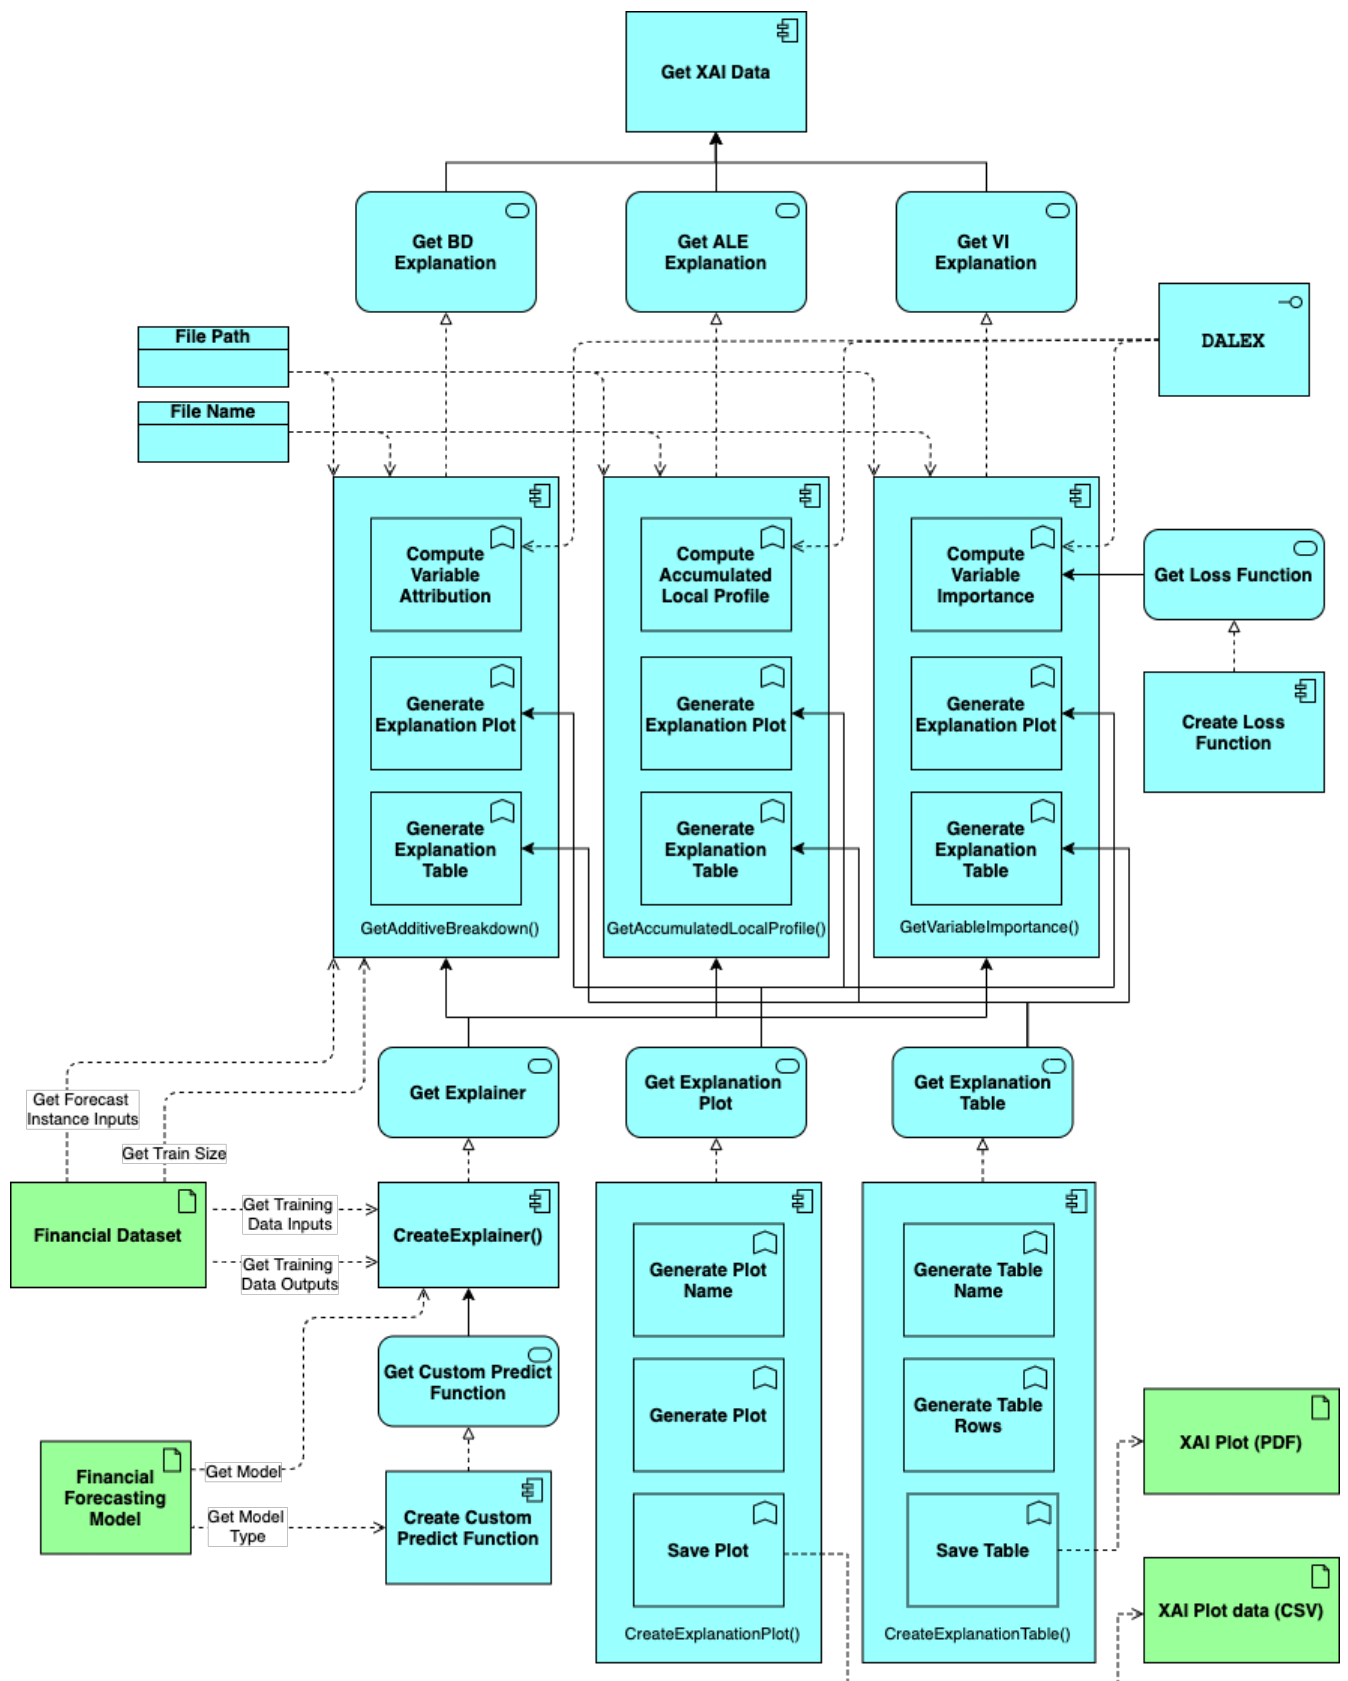 Get XAI Data
Get BD
Explanation
Get ALE
Explanation
Get VI
Explanation
File Path
DALEX
File Name
Compute
Variable
Attribution
Compute
Accumulated
Local Profile
Compute
Variable
Importance
Get Loss Function
Generate
Explanation Plot
Generate
Explanation Plot
Generate
Explanation Plot
Create Loss
Function
Generate
Explanation
Table
Generate
Explanation
Table
Generate
Explanation
Table
GetAdditiveBreakdown()
GetAccumulatedLocalProfile()
GetVariableImportance()
Get Explainer
Get Explanation
Plot
Get Explanation
Table
Get Forecast
Instance Inputs
Get Train Size
Financial Dataset
Get Training
Data Inputs
Get Training
Data Outputs
CreateExplainer()
Generate Plot
Name
Generate Table
Name
Get Custom Predict
Function
Generate Plot
Generate Table
Rows
XAI Plot (PDF)
Financial
Forecasting
Model
Get Model
Get Model
Type
Create Custom
Predict Function
Save Plot
Save Table
XAI Plot data (CSV)
CreateExplanationPlot()
CreateExplanationTable()